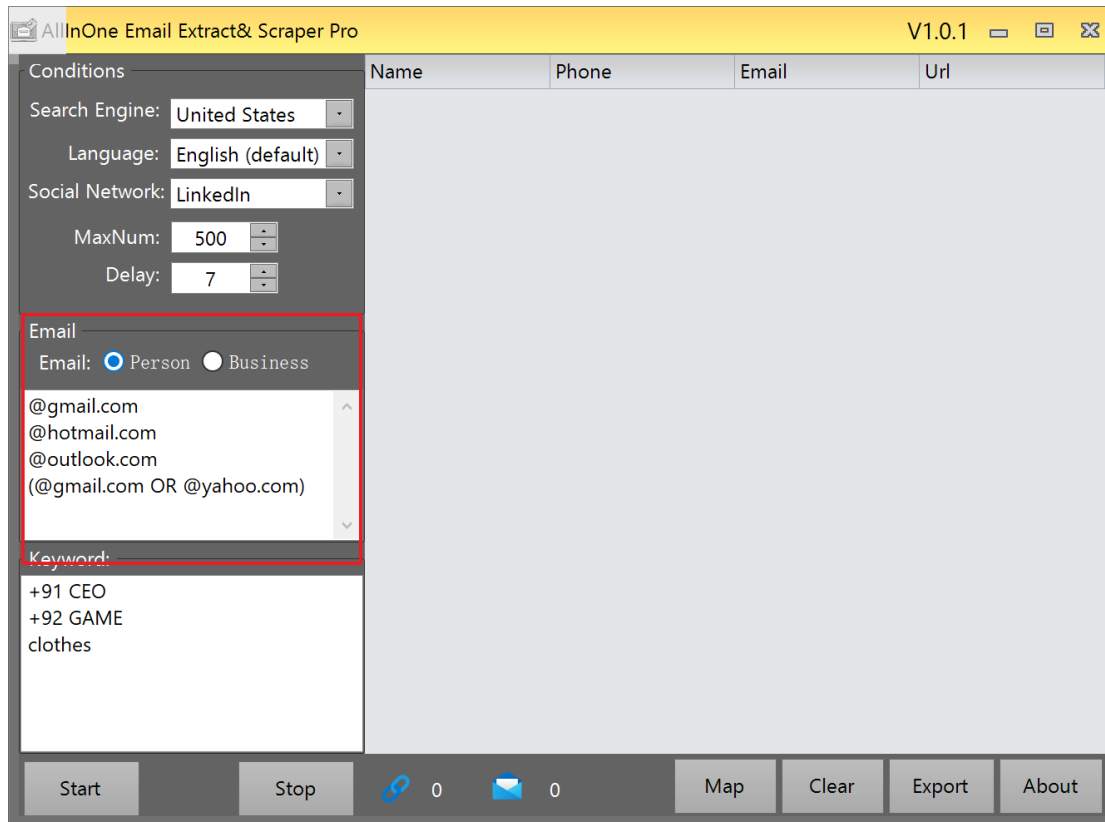 AllInOne Email Extract& Scraper Pro V1.0.1
Conditions
Search Engine: United States
Language: English (default)
Social Network: LinkedIn
MaxNum: 500
Delay: 7
Email
Email: Person Business
@gmail.com
@hotmail.com
@outlook.com
(@gmail.com OR @yahoo.com)
Keyword:
+91 CEO
+92 GAME
clothes
Name Phone Email Url
Start Stop 0 0 Map Clear Export About